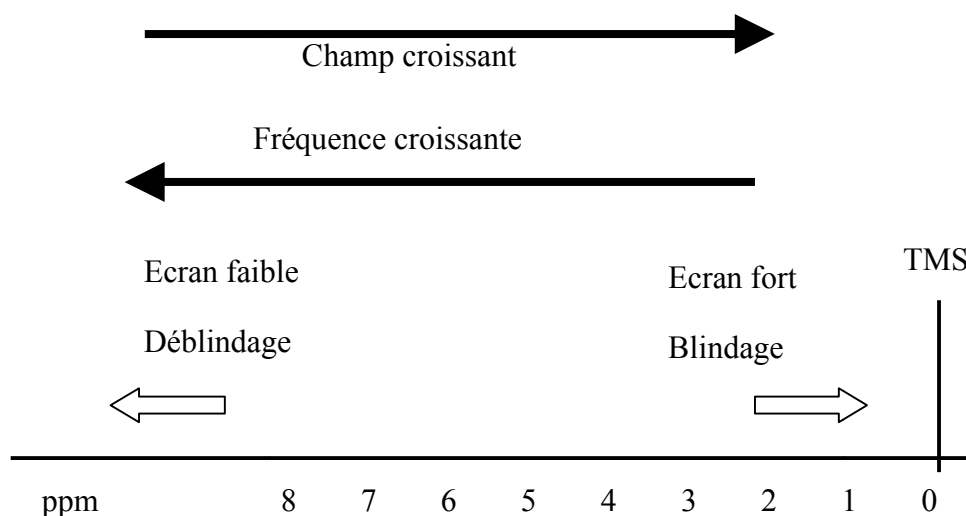 Champ croissant
Fréquence croissante
TMS
Ecran faible
Ecran fort
Déblindage
Blindage
ppm 8 7 6 5 4 3 2 1 0